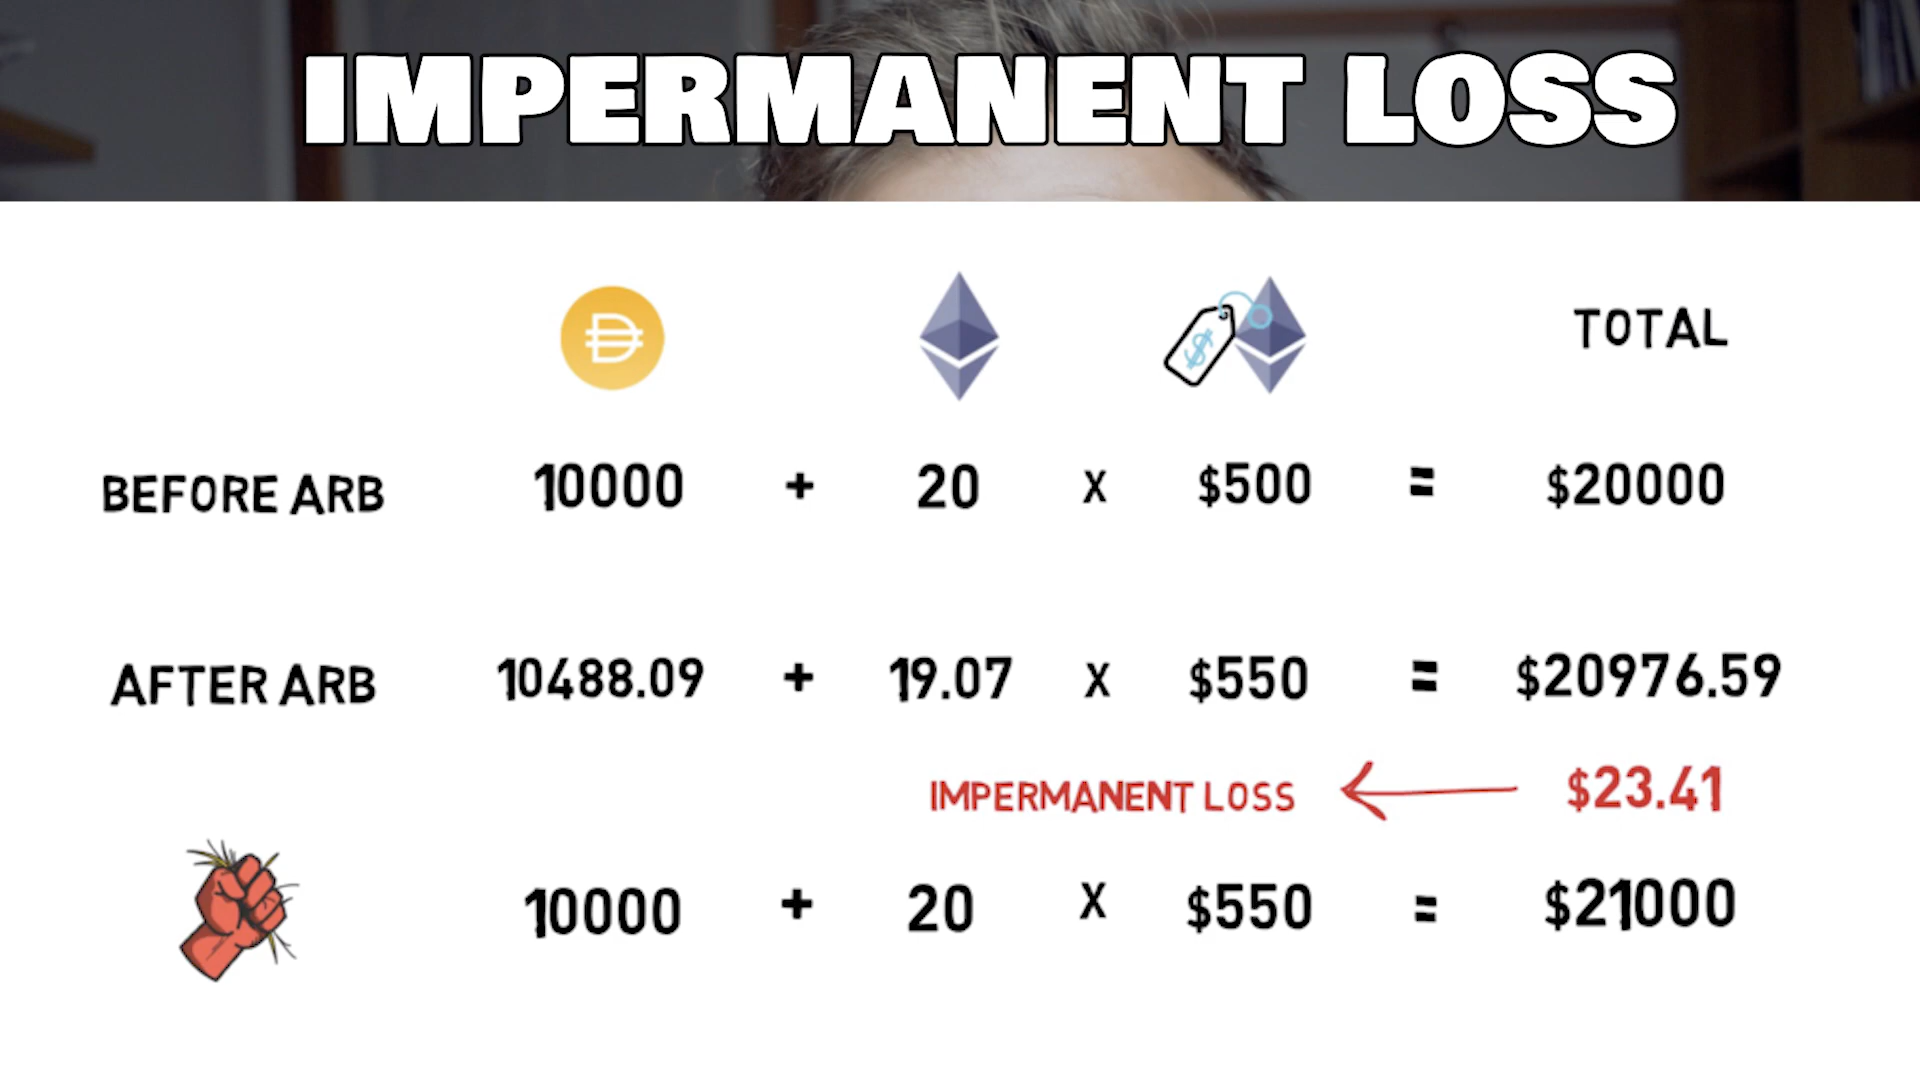 IMPERMANENT LOSS
TOTAL
BEFORE ARB 10000 + 20 X $500 = $20000
AFTER ARB 10488.09 + 19.07 X $550 = $20976.59
IMPERMANENT LOSS $23.41
10000 + 20 X $550 = $21000